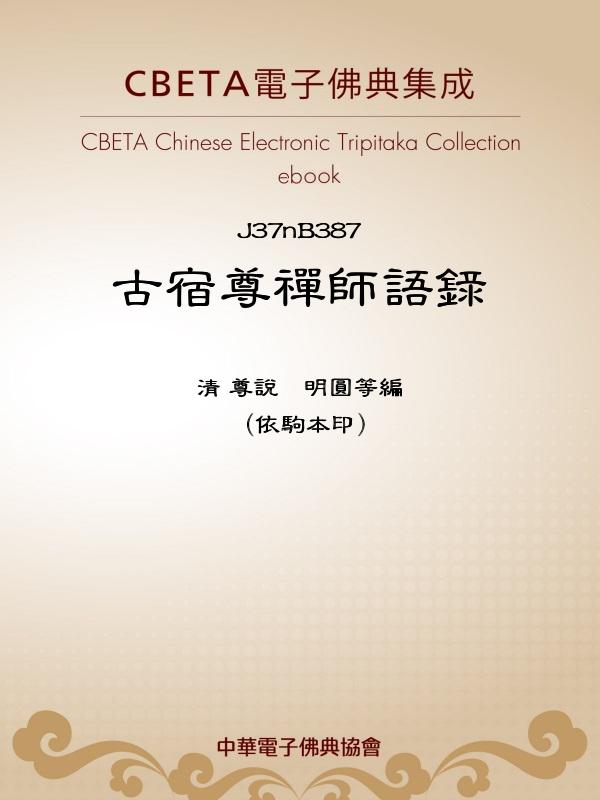 CBETA電子佛典集成
CBETA Chinese Electronic Tripitaka Collection
ebook
J37nB387
古宿尊禪師語錄
清 尊說 明圓等編
(依駒本印)
中華電子佛典協會